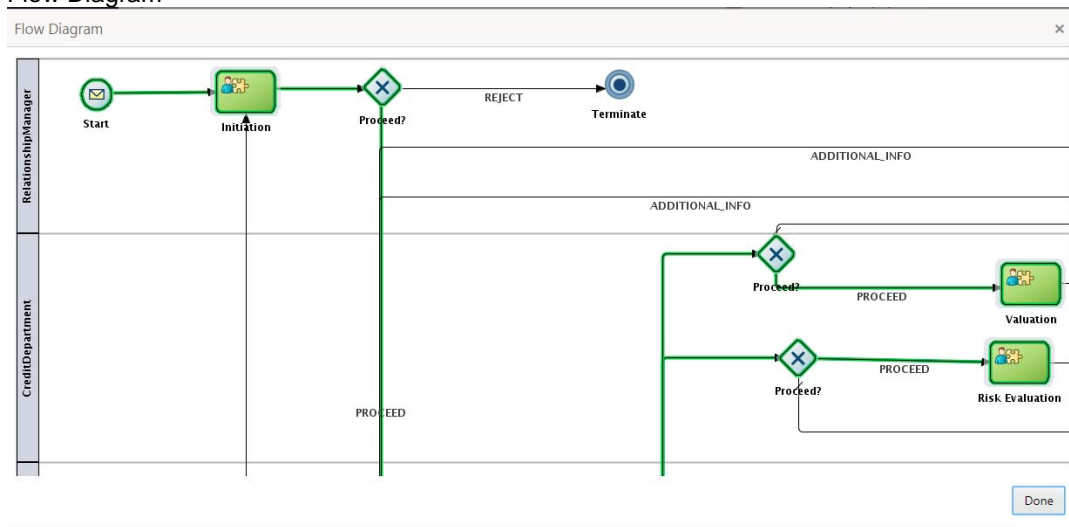 Flow Diagram
Flow Diagram
×
RelationshipManager
Start
Initiation
Proceed?
REJECT
Terminate
ADDITIONAL_INFO
ADDITIONAL_INFO
PROCEED
CreditDepartment
Proceed?
PROCEED
Valuation
Proceed?
PROCEED
Risk Evaluation
Done